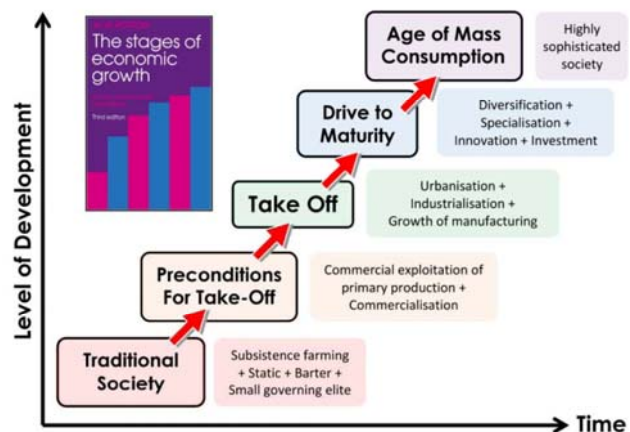 Level of Development
The stages of
economic
growth
Third edition
Age of Mass
Consumption
Highly
sophisticated
society
Drive to
Maturity
Diversification +
Specialisation +
Innovation + Investment
Take Off
Urbanisation +
Industrialisation +
Growth of manufacturing
Preconditions
For Take-Off
Commercial exploitation of
primary production +
Commercialisation
Traditional
Society
Subsistence farming
+ Static + Barter +
Small governing elite
Time